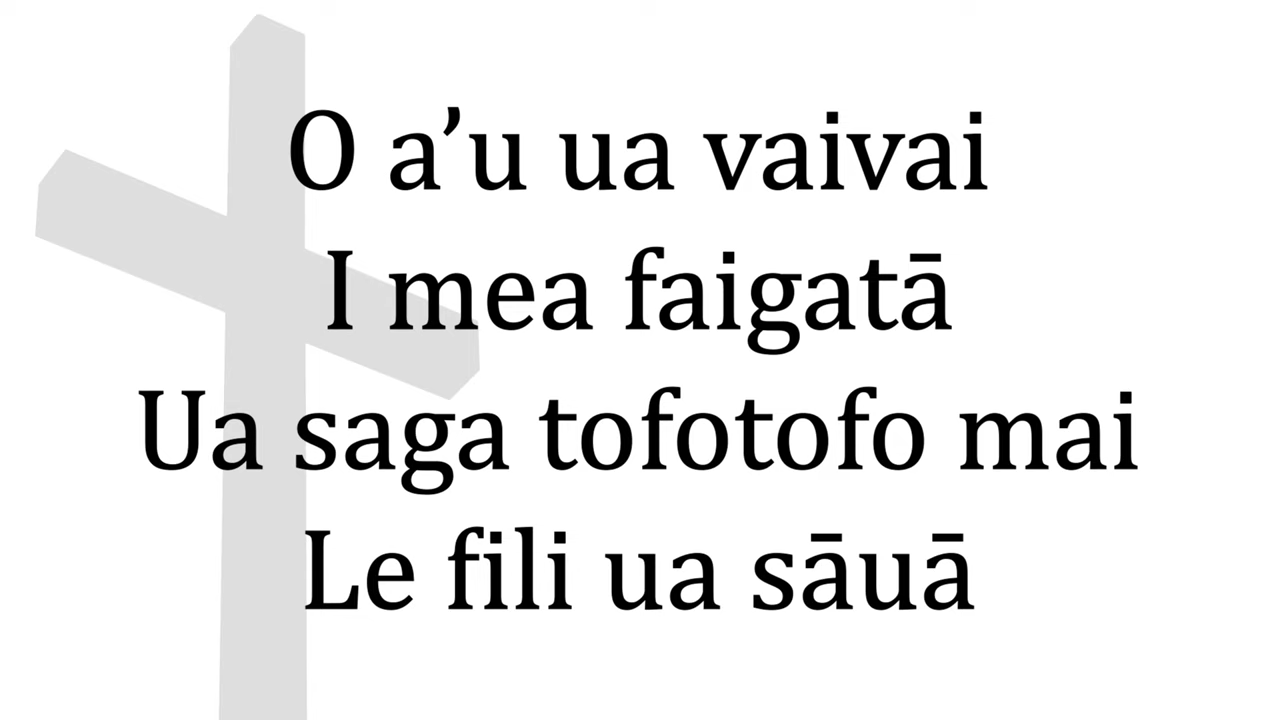 O a’u ua vaivai
I mea faigatā
Ua saga tofotofo mai
Le fili ua sāuā